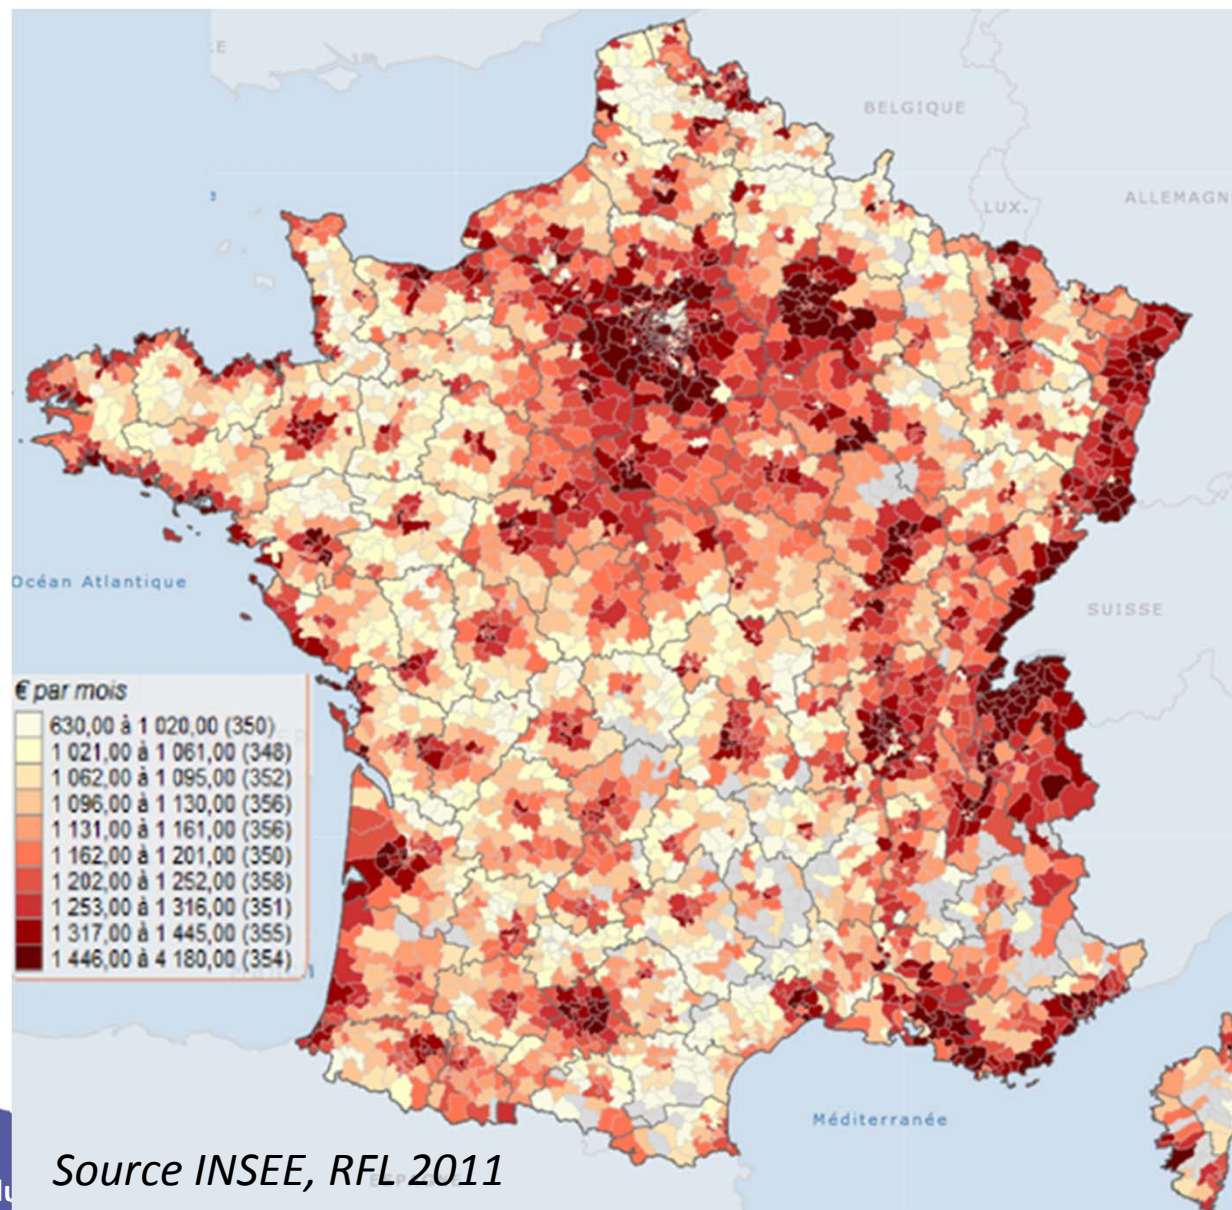 BELGIQUE
ALLEMAGN
LUX.
Océan Atlantique
SUISSE
€ par mois
630,00 à 1 020,00 (350)
1 021,00 à 1 061,00 (348)
1 062,00 à 1 095,00 (352)
1 096,00 à 1 130,00 (356)
1 131,00 à 1 161,00 (356)
1 162,00 à 1 201,00 (350)
1 202,00 à 1 252,00 (358)
1 253,00 à 1 316,00 (351)
1 317,00 à 1 445,00 (355)
1 446,00 à 4 180,00 (354)
Méditerranée
Source INSEE, RFL 2011
ESPAGNE